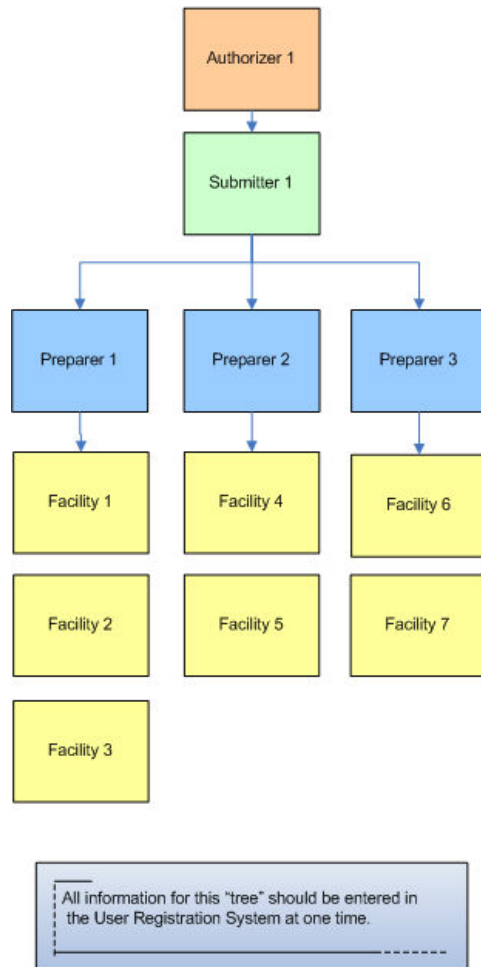 Authorizer 1
Submitter 1
Preparer 1
Preparer 2
Preparer 3
Facility 1
Facility 4
Facility 6
Facility 2
Facility 5
Facility 7
Facility 3
All information for this “tree” should be entered in
the User Registration System at one time.